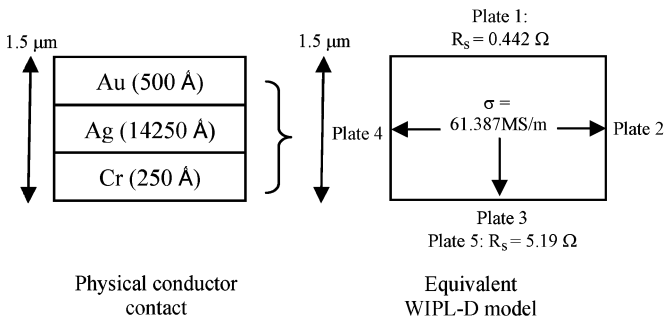 1.5 μm
Au (500 Å)
Ag (14250 Å)
Cr (250 Å)
Physical conductor
contact
1.5 μm
Plate 1:
Rs = 0.442 Ω
σ =
61.387MS/m
Plate 4
Plate 2
Plate 3
Plate 5: Rs = 5.19 Ω
Equivalent
WIPL-D model